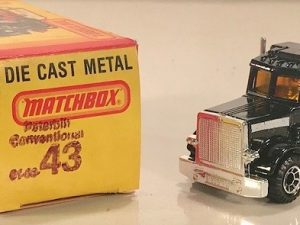 DIE CAST METAL
MATCHBOX
Peterbilt
Conventional
43